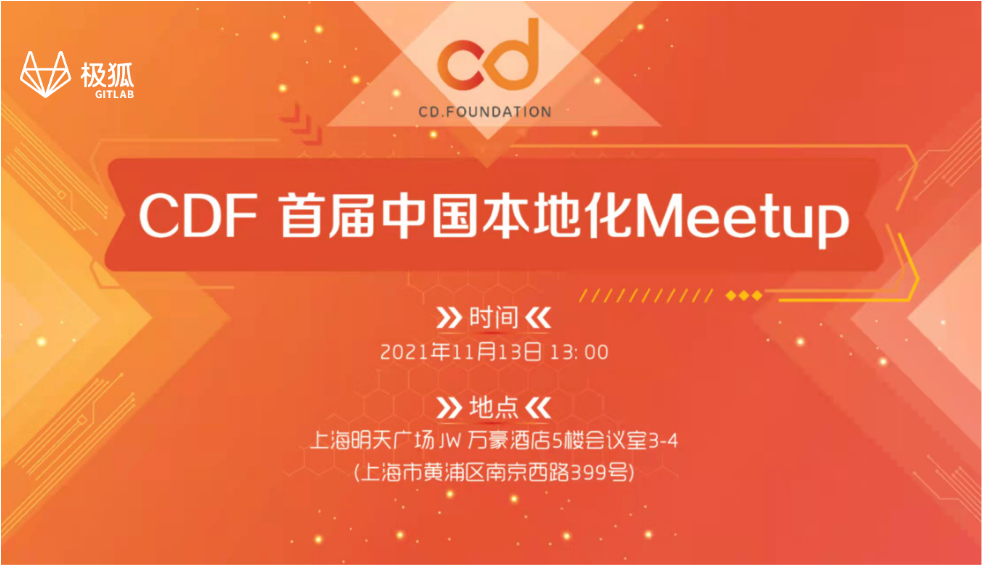 极狐
GITLAB
cd
CD.FOUNDATION
CDF 首届中国本地化Meetup
时间
2021年11月13日 13: 00
地点
上海明天广场 JW 万豪酒店5楼会议室3-4
(上海市黄浦区南京西路399号)